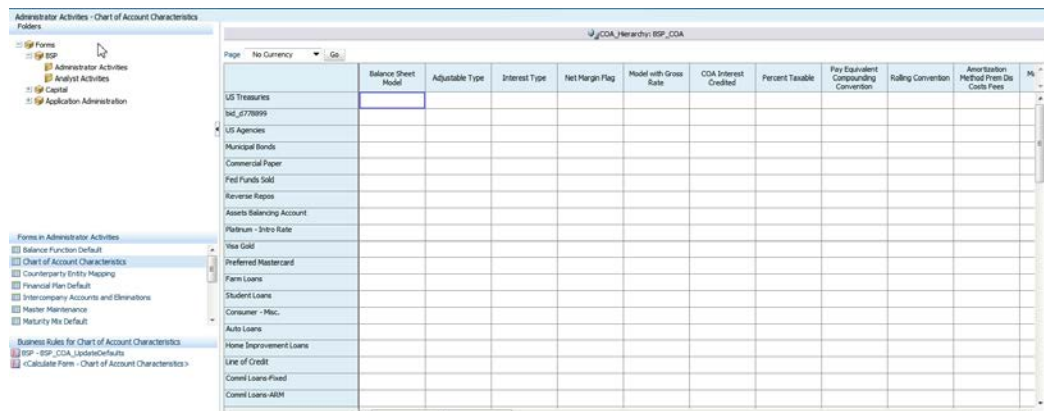 Administrator Activities - Chart of Account Characteristics
Folders
Forms
BSP
Administrator Activities
Analyst Activities
Capital
Application Administration
Forms in Administrator Activities
Balance Function Default
Chart of Account Characteristics
Counterparty Entity Mapping
Financial Plan Default
Intercompany Accounts and Eliminations
Master Maintenance
Maturity Mix Default
Business Rules for Chart of Account Characteristics
BSP - BSP_COA_UpdateDefaults
<Calculate Form - Chart of Account Characteristics>
COA_Hierarchy: BSP_COA
Page No Currency Go
Balance Sheet Model
Adjustable Type
Interest Type
Net Margin Flag
Model with Gross Rate
COA Interest Credited
Percent Taxable
Pay Equivalent Compounding Convention
Rolling Convention
Amortization Method Prem Dis Costs Fees
US Treasuries
bid_d778899
US Agencies
Municipal Bonds
Commercial Paper
Fed Funds Sold
Reverse Repos
Assets Balancing Account
Platinum - Intro Rate
Visa Gold
Preferred Mastercard
Farm Loans
Student Loans
Consumer - Misc.
Auto Loans
Home Improvement Loans
Line of Credit
Comml Loans-Fixed
Comml Loans-ARM